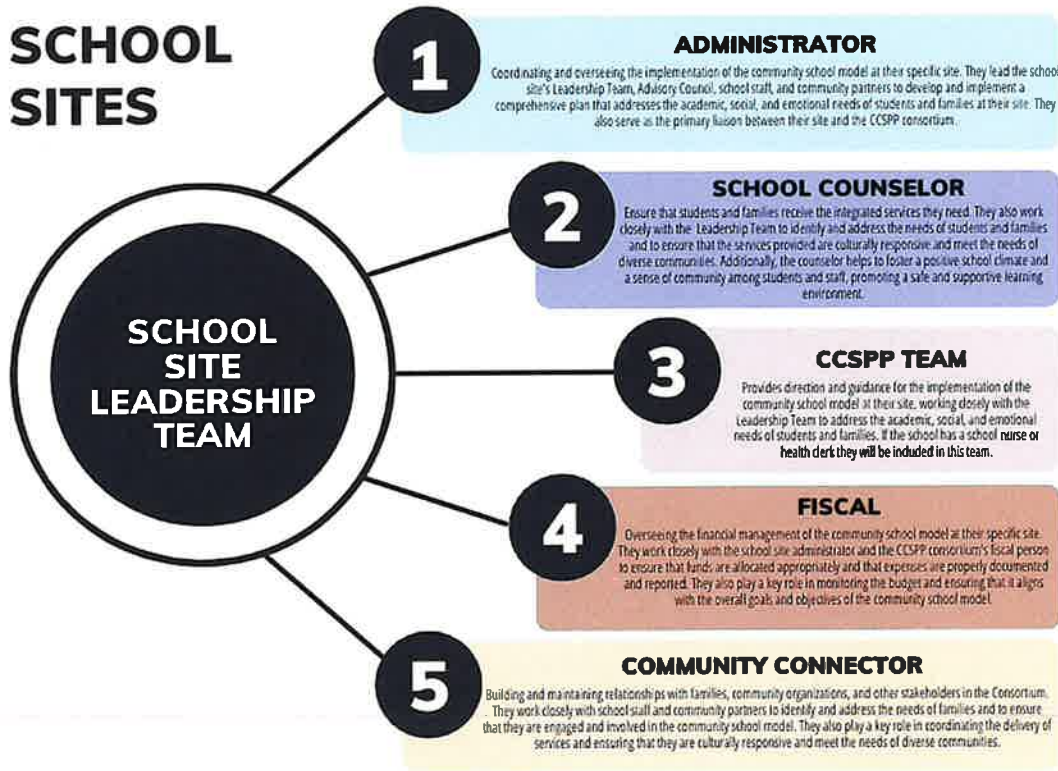 SCHOOL
SITES
SCHOOL
SITE
LEADERSHIP
TEAM
1
ADMINISTRATOR
Coordinating and overseeing the implementation of the community school model at their specific site. They lead the school
site's Leadership Team, Advisory Council, school staff, and community partners to develop and implement a
comprehensive plan that addresses the academic, social, and emotional needs of students and families at their site. They
also serve as the primary liaison between their site and the CCSPP consortium.
2
SCHOOL COUNSELOR
Ensure that students and families receive the integrated services they need. They also work
closely with the Leadership Team to identify and address the needs of students and families
and to ensure that the services provided are culturally responsive and meet the needs of
diverse communities. Additionally, the counselor helps to foster a positive school climate and
a sense of community among students and staff, promoting a safe and supportive learning
environment.
3
CCSPP TEAM
Provides direction and guidance for the implementation of the
community school model at their site, working closely with the
Leadership Team to address the academic, social, and emotional
needs of students and families. If the school has a school nurse or
health clerk they will be included in this team.
4
FISCAL
Overseeing the financial management of the community school model at their specific site.
They work closely with the school site administrator and the CCSPP consortium's fiscal person
to ensure that funds are allocated appropriately and that expenses are properly documented
and reported. They also play a key role in monitoring the budget and ensuring that it aligns
with the overall goals and objectives of the community school model.
5
COMMUNITY CONNECTOR
Building and maintaining relationships with families, community organizations, and other stakeholders in the Consortium.
They work closely with school staff and community partners to identify and address the needs of families and to ensure
that they are engaged and involved in the community school model. They also play a key role in coordinating the delivery of
services and ensuring that they are culturally responsive and meet the needs of diverse communities.